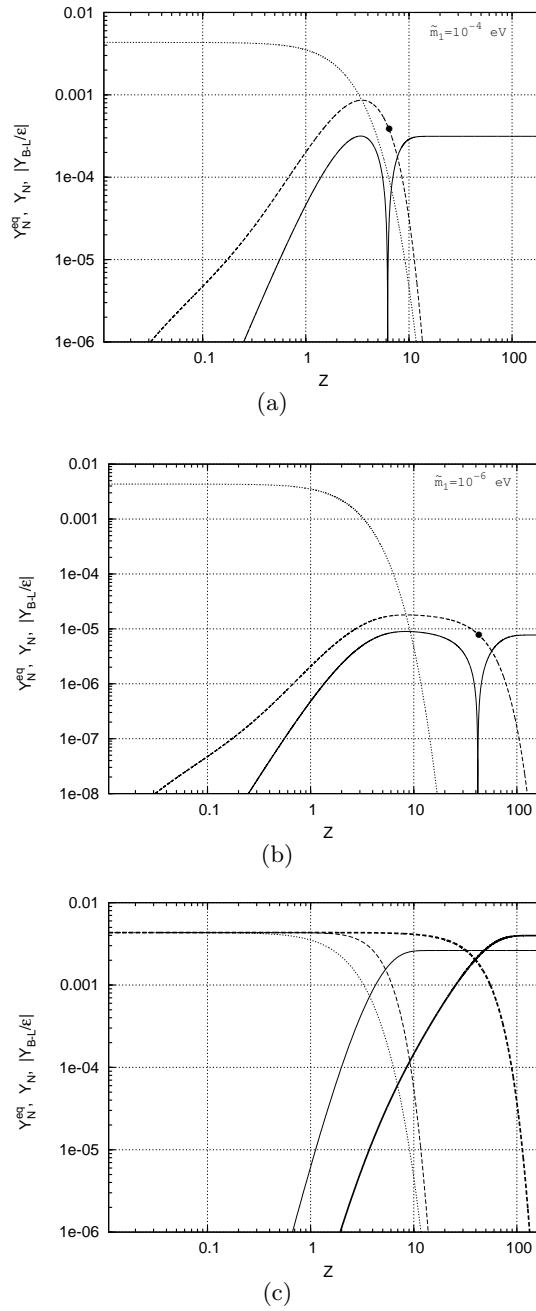 0.01
0.001
1e-04
1e-05
1e-06
0.1
1
10
100
Z
Y_N^eq, Y_N, |Y_B-L/ε|
m̃₁=10⁻⁴ eV
(a)
0.01
0.001
1e-04
1e-05
1e-06
1e-07
1e-08
0.1
1
10
100
Z
Y_N^eq, Y_N, |Y_B-L/ε|
m̃₁=10⁻⁶ eV
(b)
0.01
0.001
1e-04
1e-05
1e-06
0.1
1
10
100
Z
Y_N^eq, Y_N, |Y_B-L/ε|
(c)